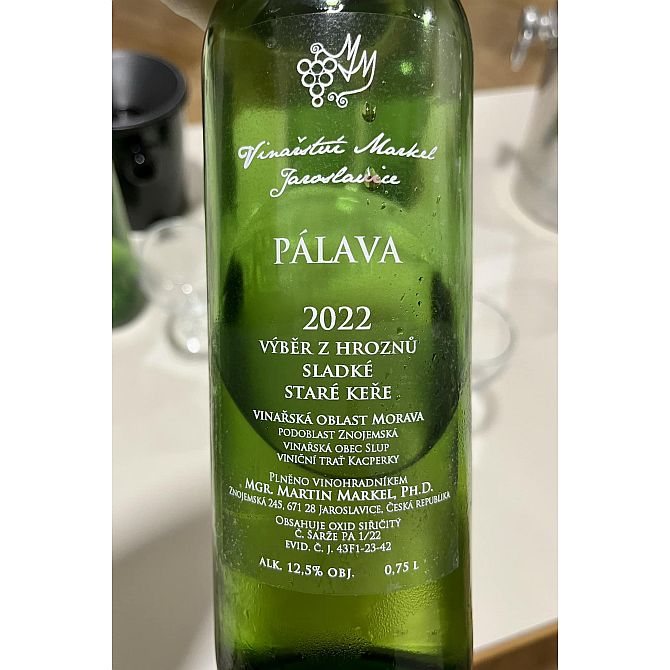 MM
Vinařství Markel
Jaroslavice
PÁLAVA
2022
VÝBĚR Z HROZNŮ
SLADKÉ
STARÉ KEŘE
VINAŘSKÁ OBLAST MORAVA
PODOBLAST ZNOJEMSKÁ
VINAŘSKÁ OBEC SLUP
VINIČNÍ TRAŤ KACPERKY
PLNĚNO VINOHRADNÍKEM
MGR. MARTIN MARKEL, PH.D.
ZNOJEMSKÁ 245, 671 28 JAROSLAVICE, ČESKÁ REPUBLIKA
OBSAHUJE OXID SIŘIČITÝ
Č. ŠARŽE PA 1/22
EVID. Č. J. 43F1-23-42
ALK. 12,5% OBJ. 0,75 L